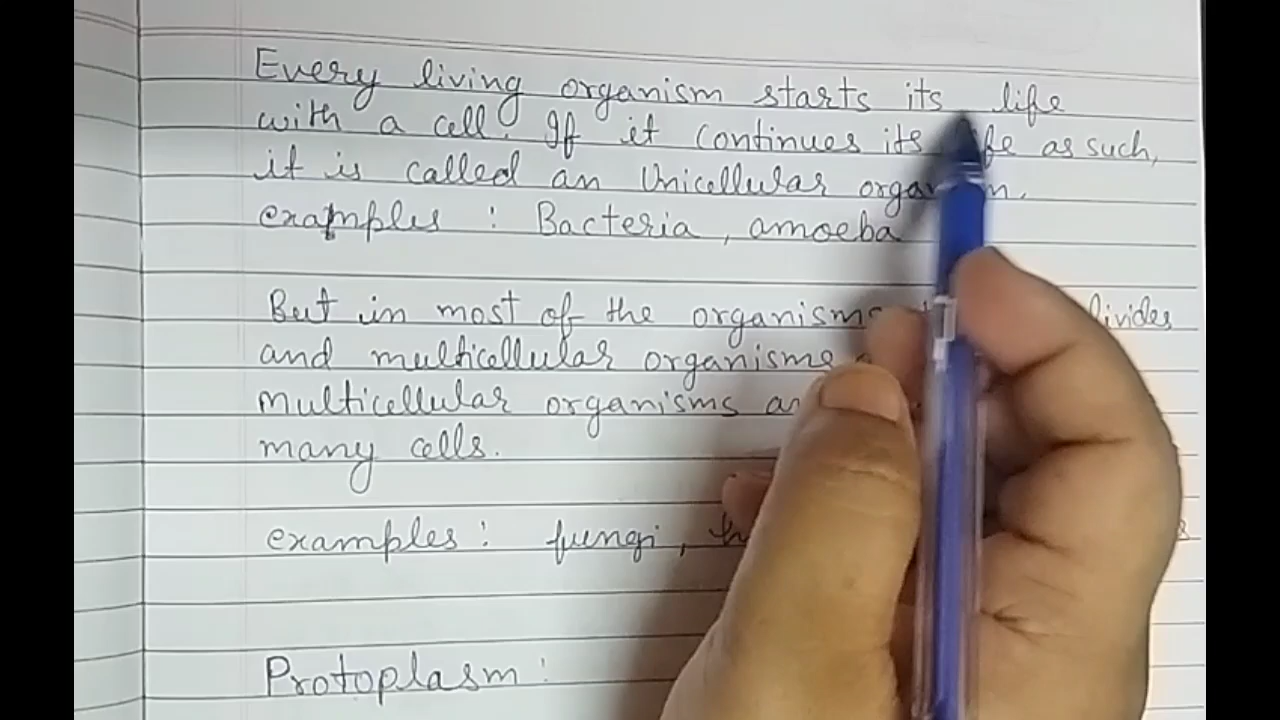 Every living organism starts its life
with a cell. If it continues its life as such,
it is called an Unicellular organism.
examples : Bacteria, amoeba
But in most of the organisms divides
and multicellular organisms
multicellular organisms
many cells.
examples : fungi,
Protoplasm :